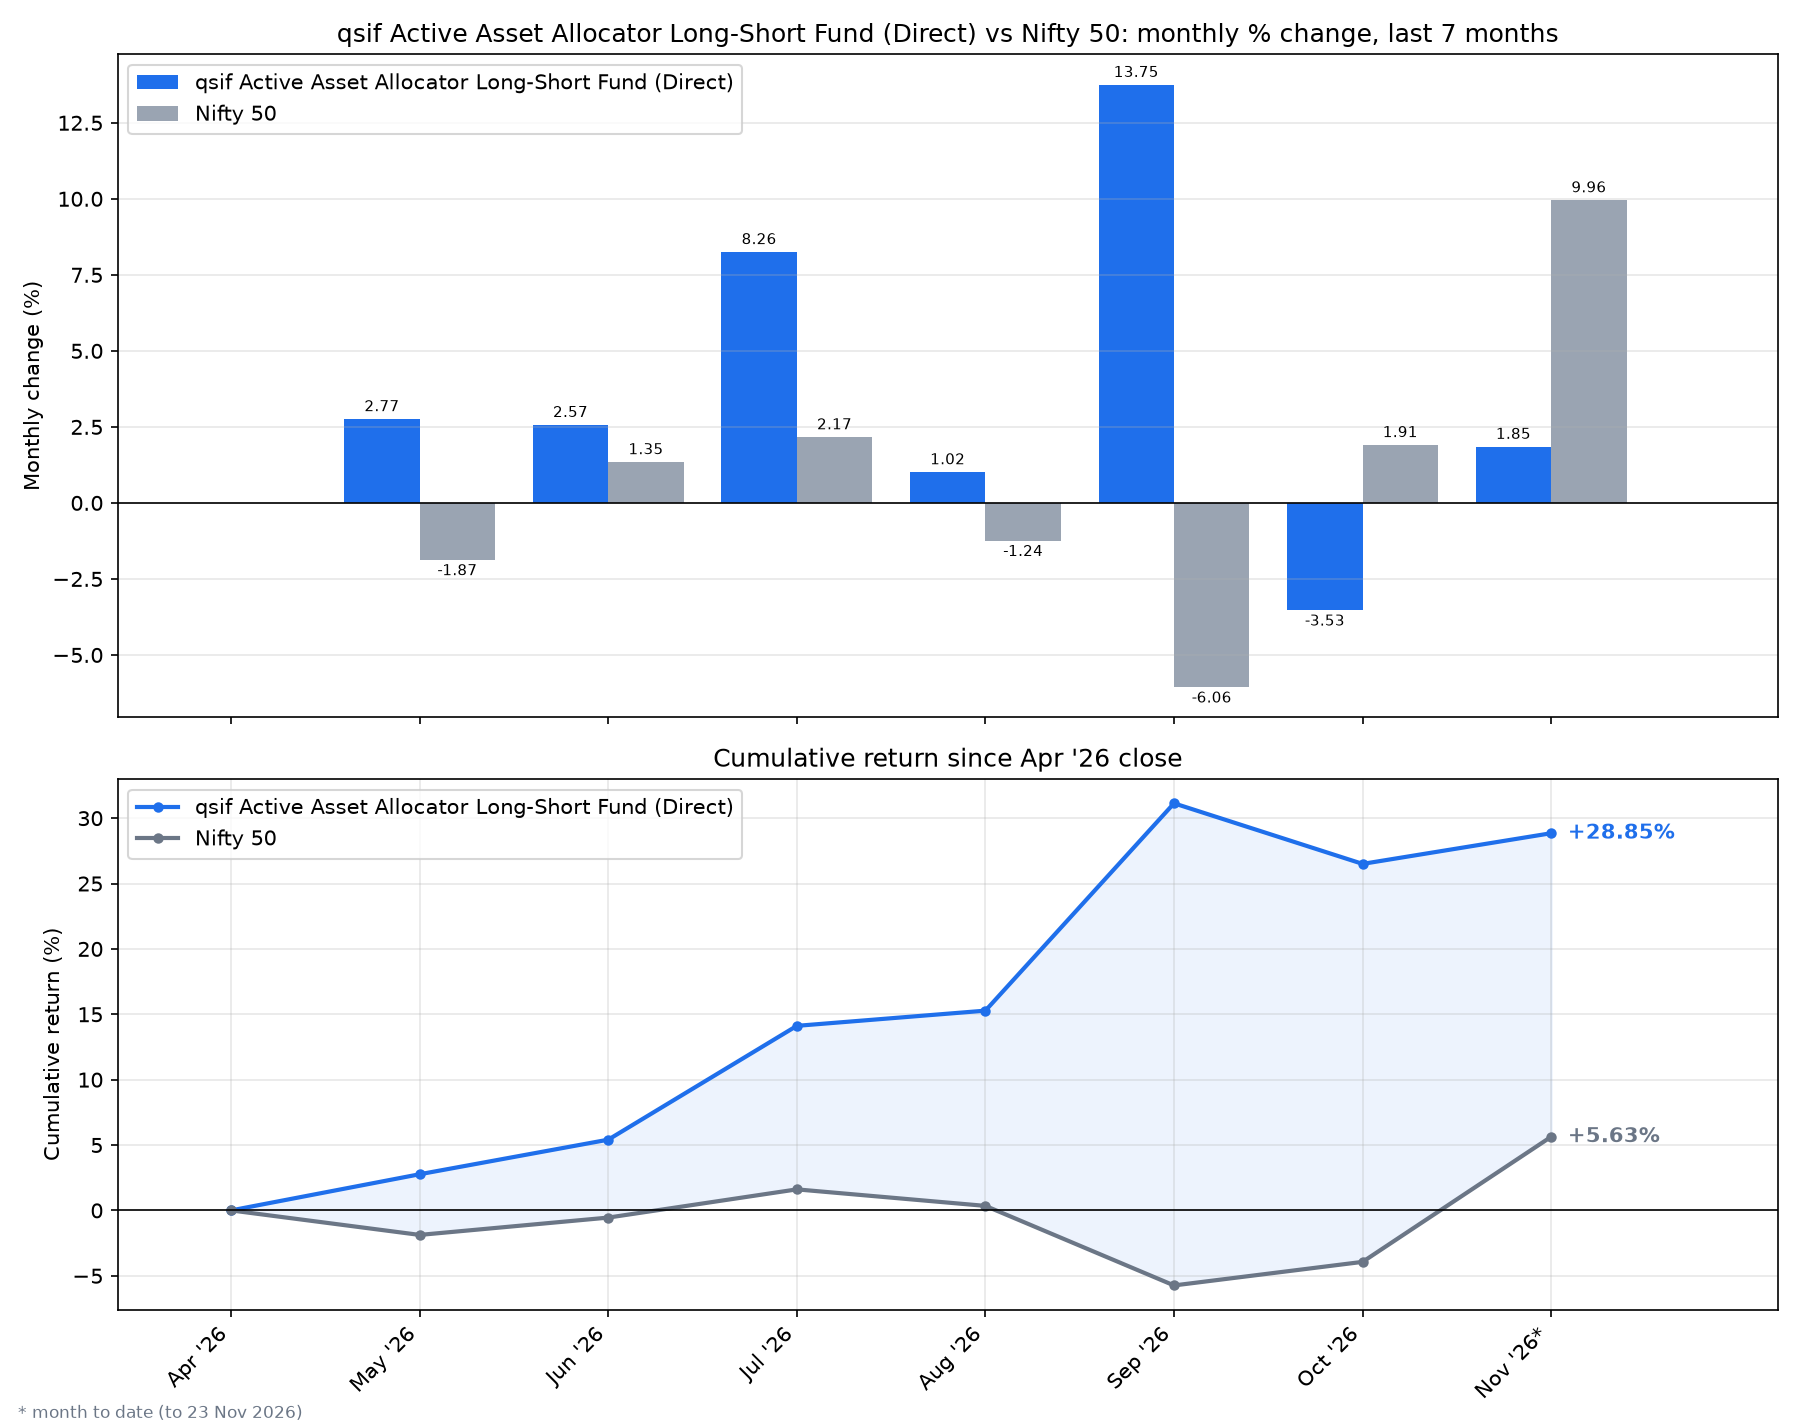 qsif Active Asset Allocator Long-Short Fund (Direct) vs Nifty 50: monthly % change, last 7 months
qsif Active Asset Allocator Long-Short Fund (Direct)
Nifty 50
Monthly change (%)
12.5
10.0
7.5
5.0
2.5
0.0
−2.5
−5.0
2.77
-1.87
2.57
1.35
8.26
2.17
1.02
-1.24
13.75
-6.06
-3.53
1.91
1.85
9.96
Cumulative return since Apr '26 close
qsif Active Asset Allocator Long-Short Fund (Direct)
Nifty 50
Cumulative return (%)
30
25
20
15
10
5
0
−5
+28.85%
+5.63%
Apr '26
May '26
Jun '26
Jul '26
Aug '26
Sep '26
Oct '26
Nov '26*
* month to date (to 23 Nov 2026)